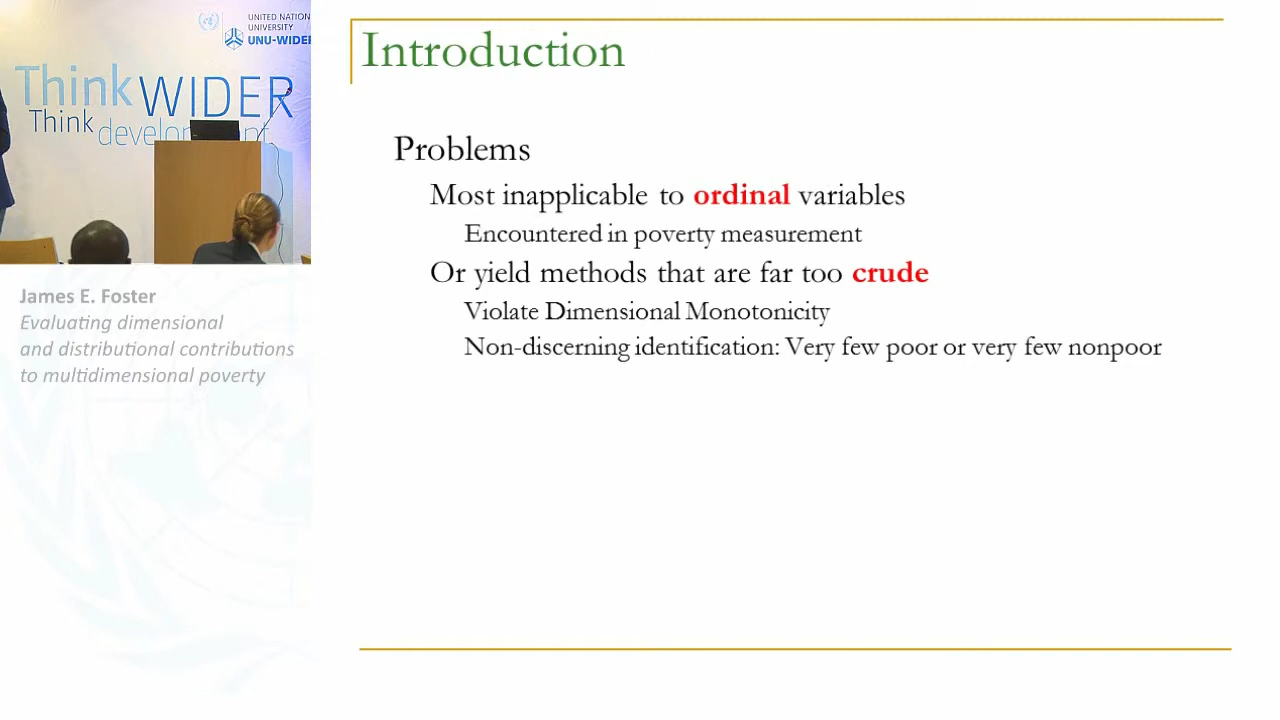 UNITED NATION
UNIVERSITY
UNU-WIDER
Think WIDER
Think development
James E. Foster
Evaluating dimensional
and distributional contributions
to multidimensional poverty
Introduction
Problems
Most inapplicable to ordinal variables
Encountered in poverty measurement
Or yield methods that are far too crude
Violate Dimensional Monotonicity
Non-discerning identification: Very few poor or very few nonpoor